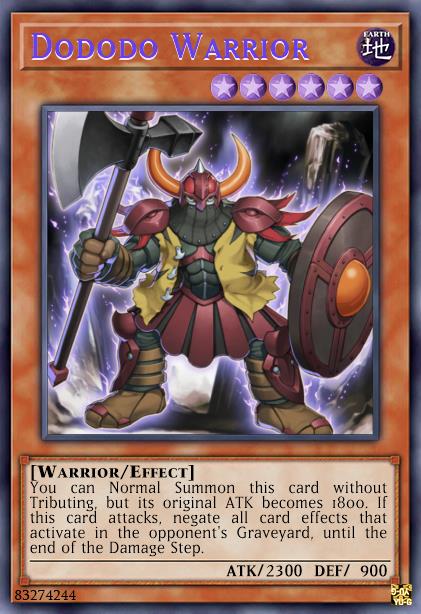 Dododo Warrior
EARTH
地
[Warrior/Effect]
You can Normal Summon this card without
Tributing, but its original ATK becomes 1800. If
this card attacks, negate all card effects that
activate in the opponent's Graveyard, until the
end of the Damage Step.
ATK/2300 DEF/ 900
83274244